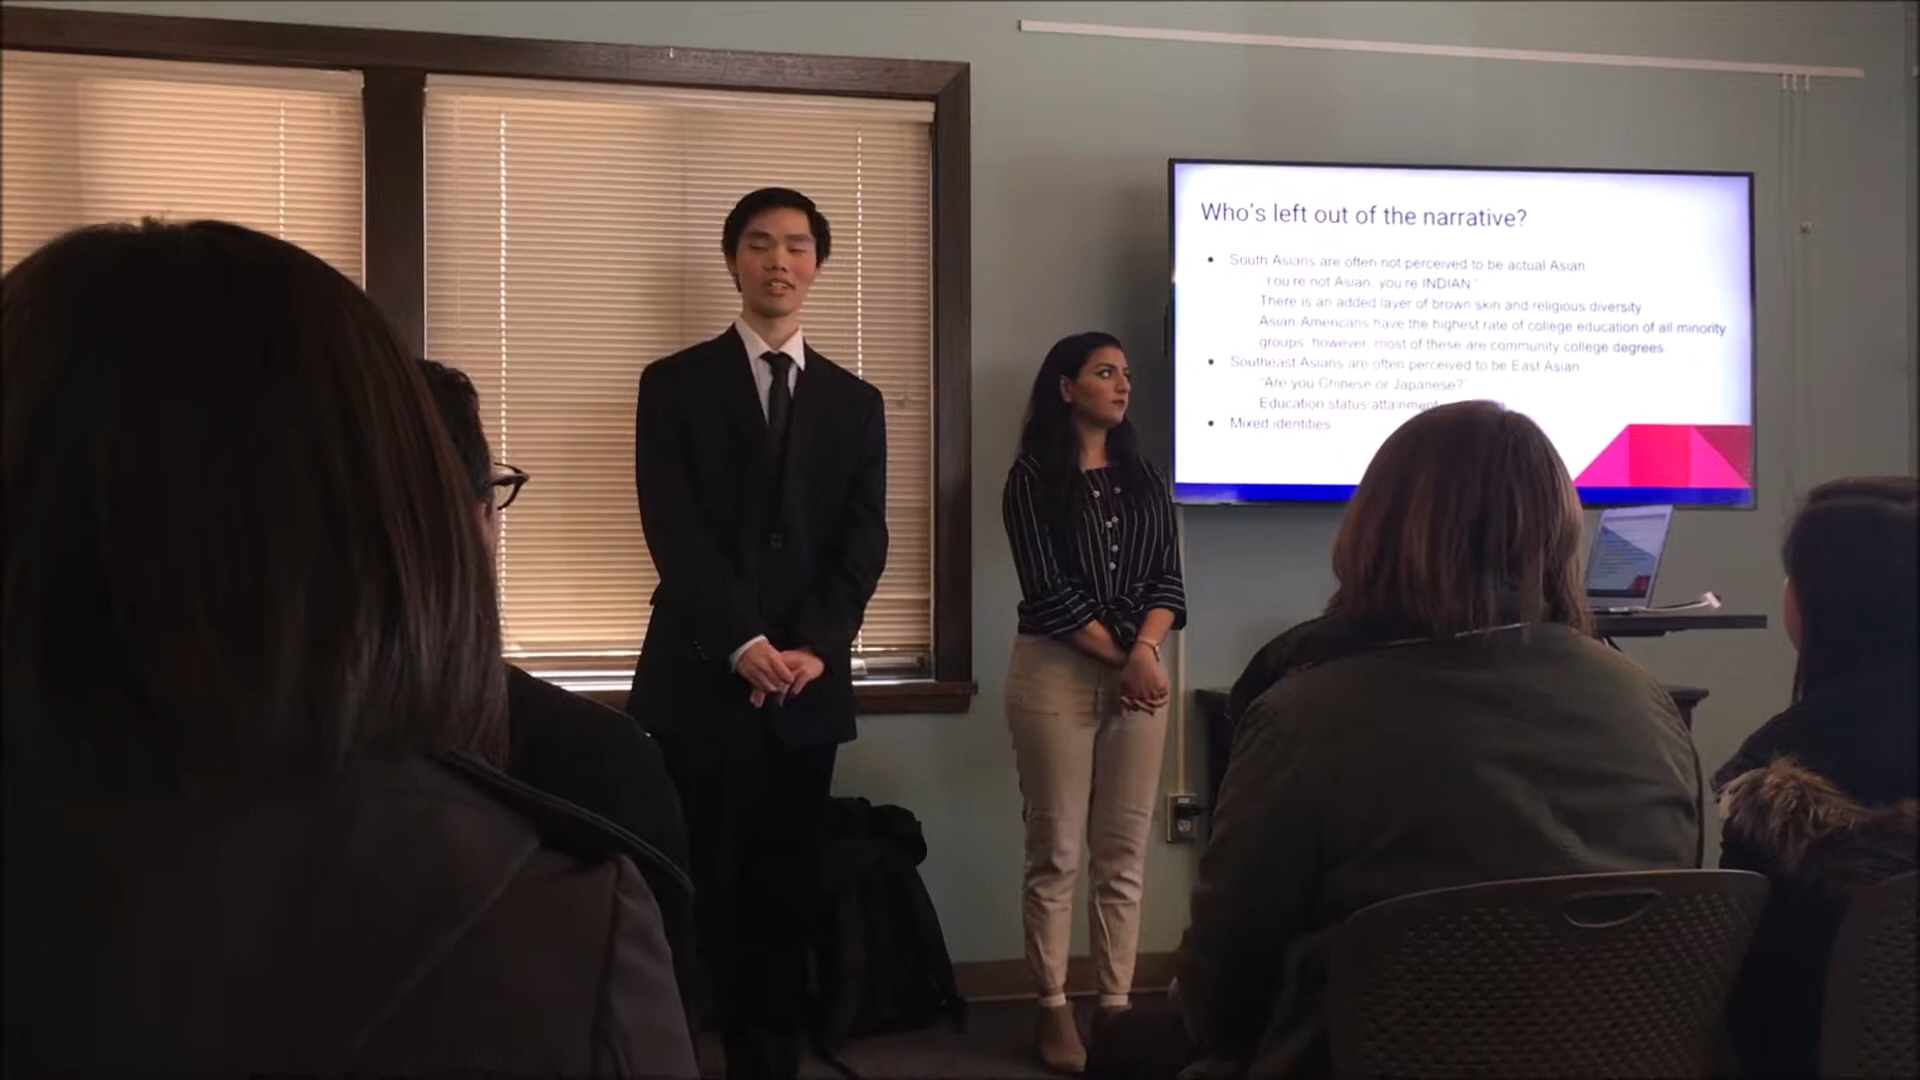 Who's left out of the narrative?
• South Asians are often not perceived to be actual Asian
"You're not Asian, you're INDIAN."
There is an added layer of brown skin and religious diversity
Asian-Americans have the highest rate of college education of all minority
groups, however, most of these are community college degrees.
• Southeast Asians are often perceived to be East Asian
"Are you Chinese or Japanese?"
Education status/attainment
• Mixed identities